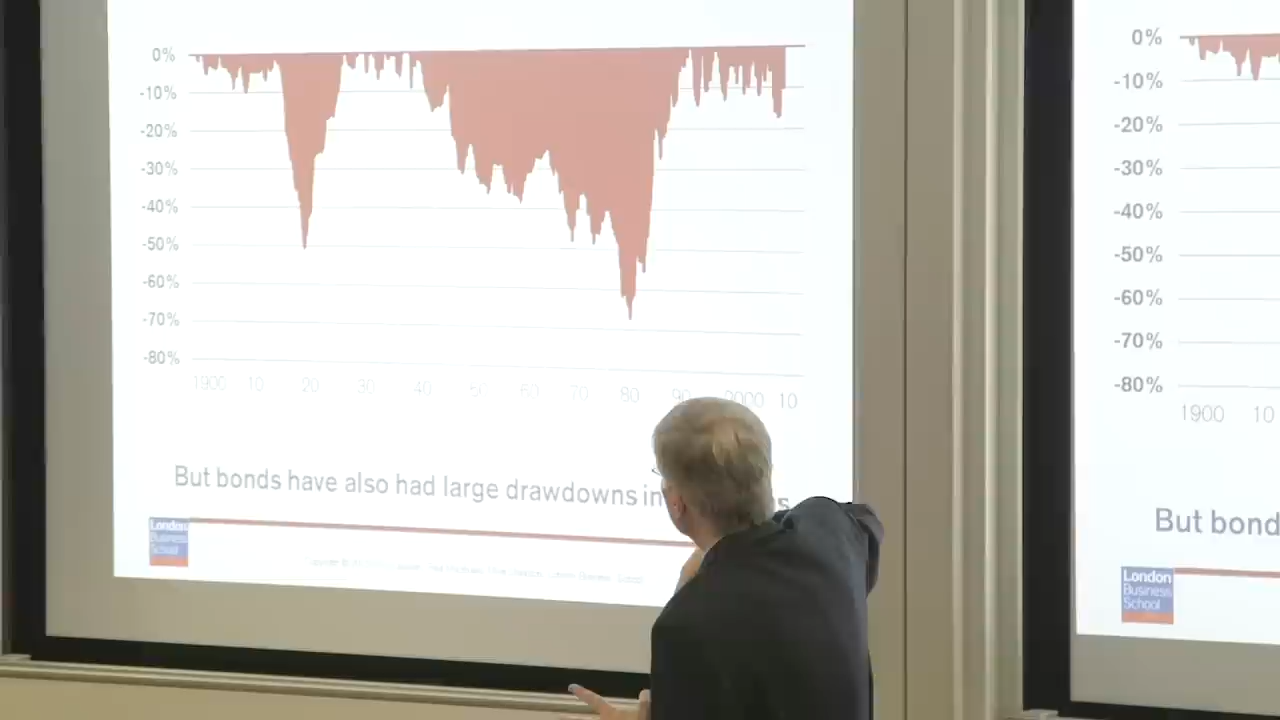 0%
-10%
-20%
-30%
-40%
-50%
-60%
-70%
-80%
1900 10 20 30 40 50 60 70 80 90 2000 10
But bonds have also had large drawdowns in
London
Business
School
0%
-10%
-20%
-30%
-40%
-50%
-60%
-70%
-80%
1900 10
But bond
London
Business
School